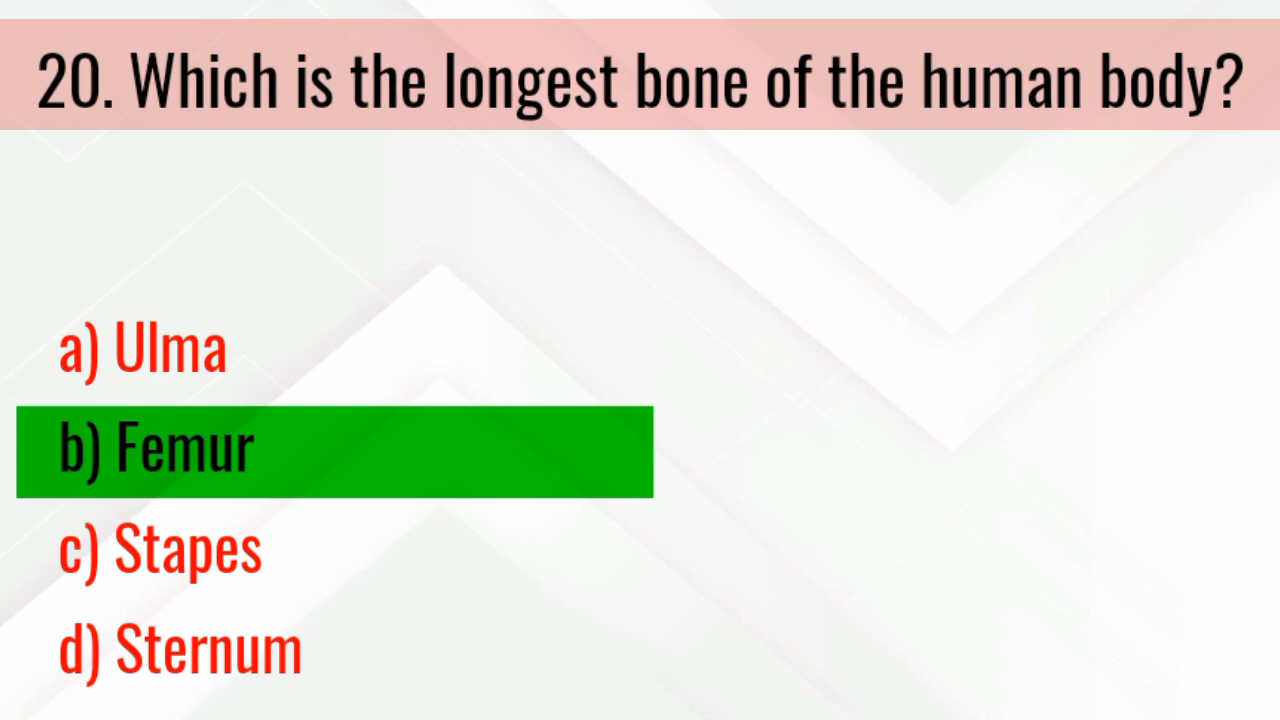 20. Which is the longest bone of the human body?
a) Ulma
b) Femur
c) Stapes
d) Sternum